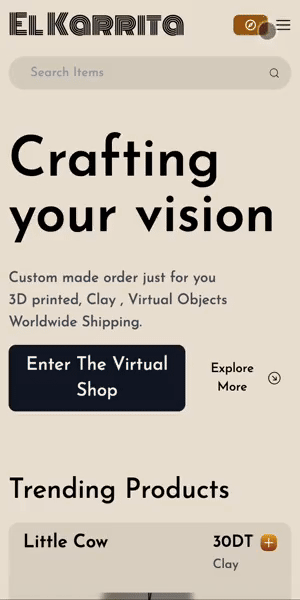 ElKarrita
Search Items
Crafting
your vision
Custom made order just for you
3D printed, Clay , Virtual Objects
Worldwide Shipping.
Enter The Virtual
Shop
Explore
More
Trending Products
Little Cow
30DT
Clay